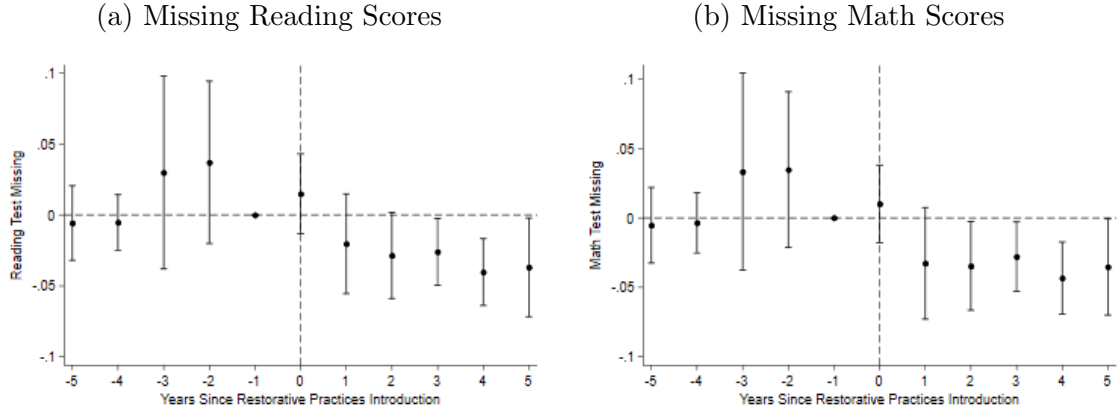 (a) Missing Reading Scores
.1
.05
0
-.05
-.1
Reading Test Missing
-5 -4 -3 -2 -1 0 1 2 3 4 5
Years Since Restorative Practices Introduction
(b) Missing Math Scores
.1
.05
0
-.05
-.1
Math Test Missing
-5 -4 -3 -2 -1 0 1 2 3 4 5
Years Since Restorative Practices Introduction